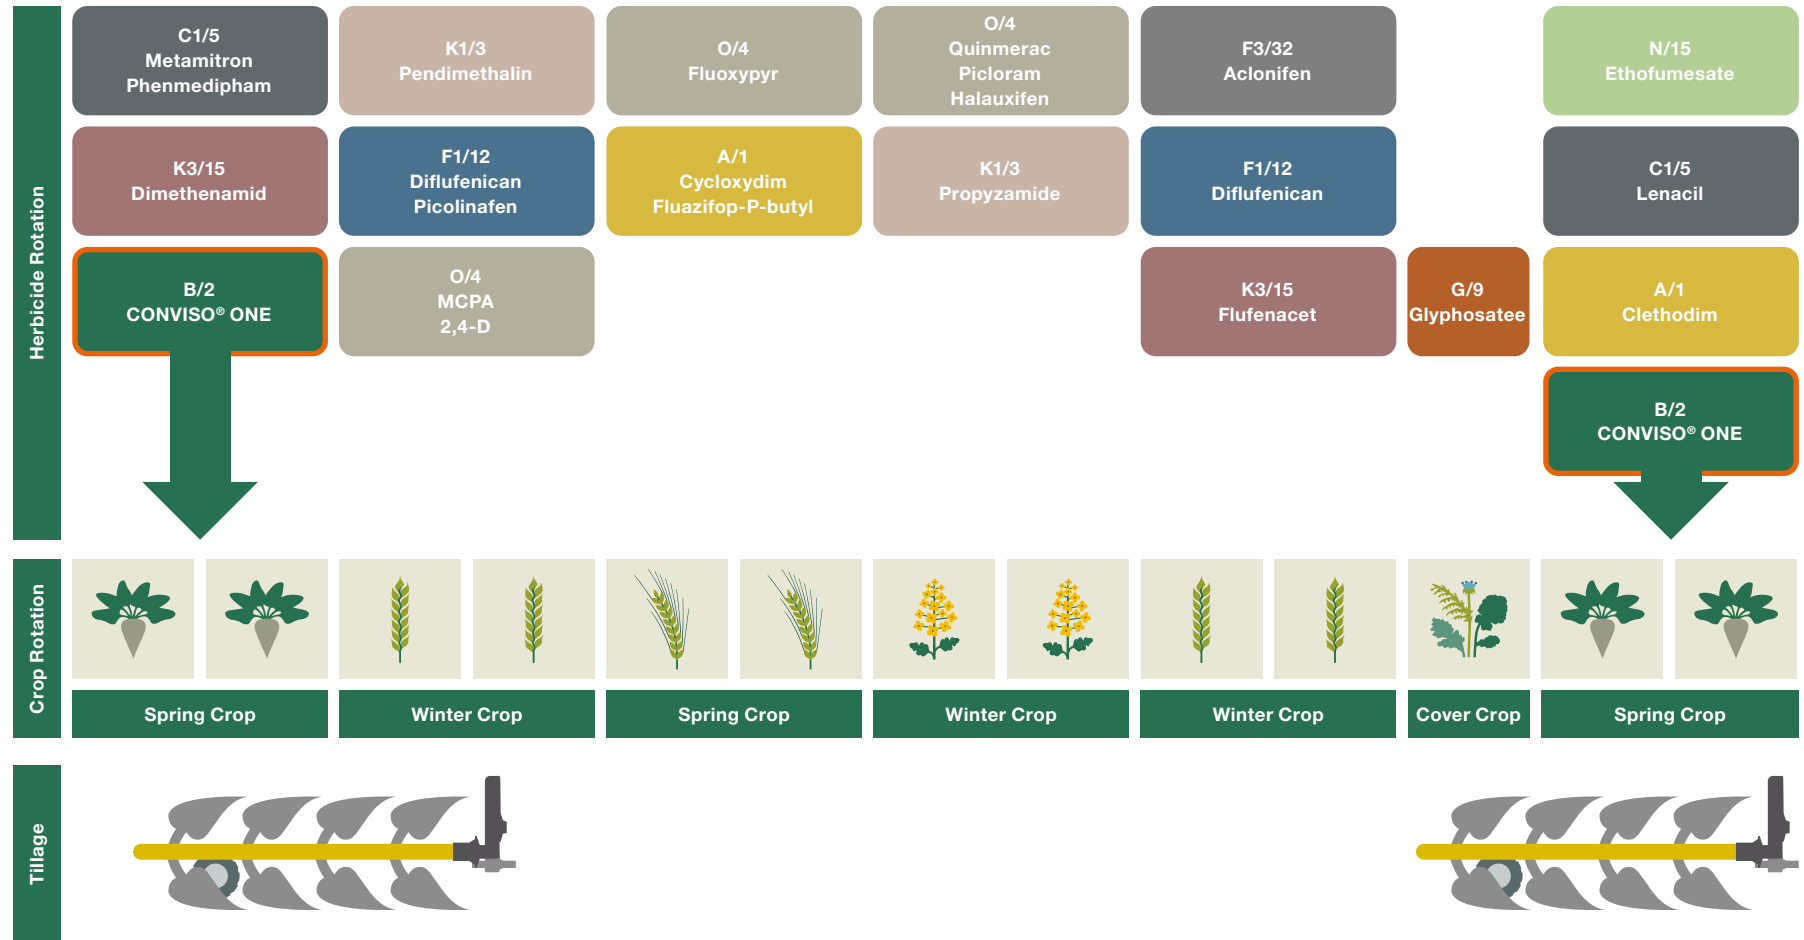 Herbicide Rotation
C1/5
Metamitron
Phenmedipham
K1/3
Pendimethalin
O/4
Fluoxypyr
O/4
Quinmerac
Picloram
Halauxifen
F3/32
Aclonifen
N/15
Ethofumesate
K3/15
Dimethenamid
F1/12
Diflufenican
Picolinafen
A/1
Cycloxydim
Fluazifop-P-butyl
K1/3
Propyzamide
F1/12
Diflufenican
C1/5
Lenacil
B/2
CONVISO® ONE
O/4
MCPA
2,4-D
K3/15
Flufenacet
G/9
Glyphosatee
A/1
Clethodim
B/2
CONVISO® ONE
Crop Rotation
Spring Crop
Winter Crop
Spring Crop
Winter Crop
Winter Crop
Cover Crop
Spring Crop
Tillage